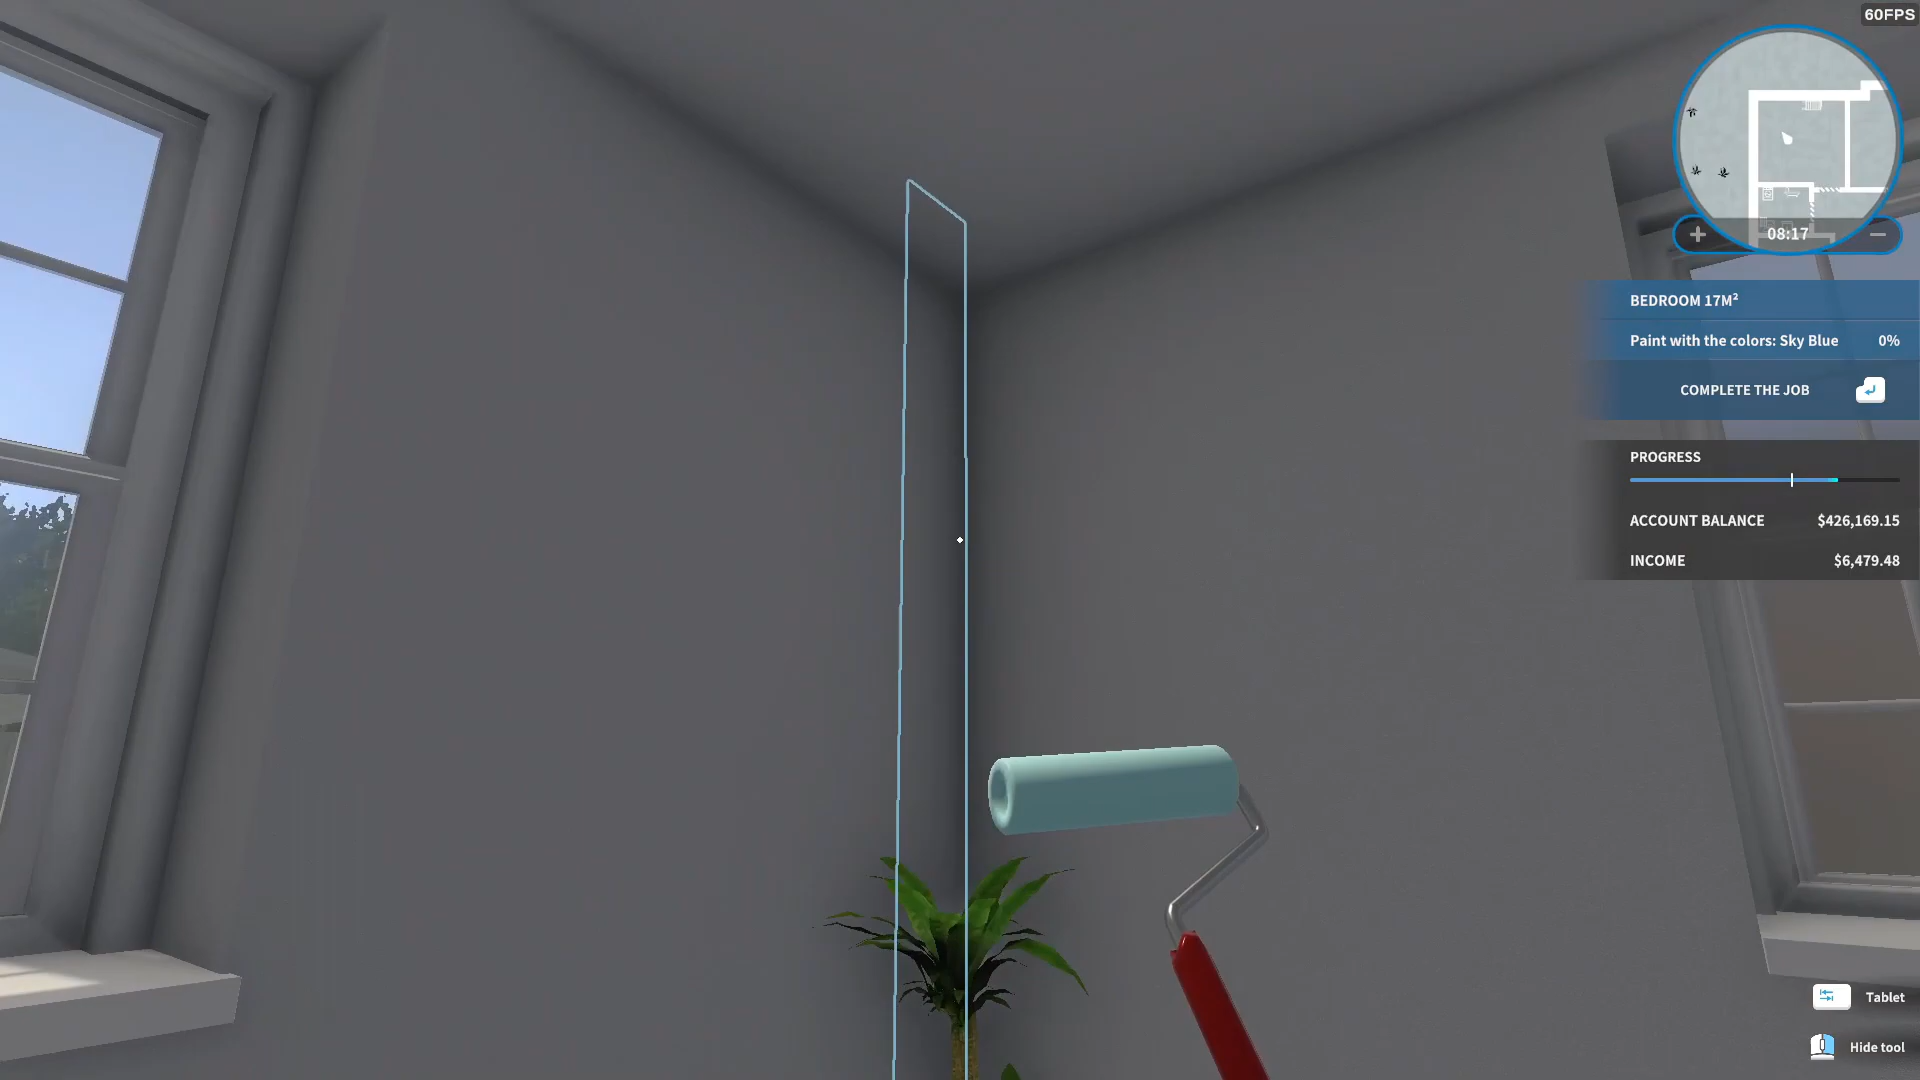 60FPS
08:17
BEDROOM 17M²
Paint with the colors: Sky Blue 0%
COMPLETE THE JOB
PROGRESS
ACCOUNT BALANCE $426,169.15
INCOME $6,479.48
Tablet
Hide tool